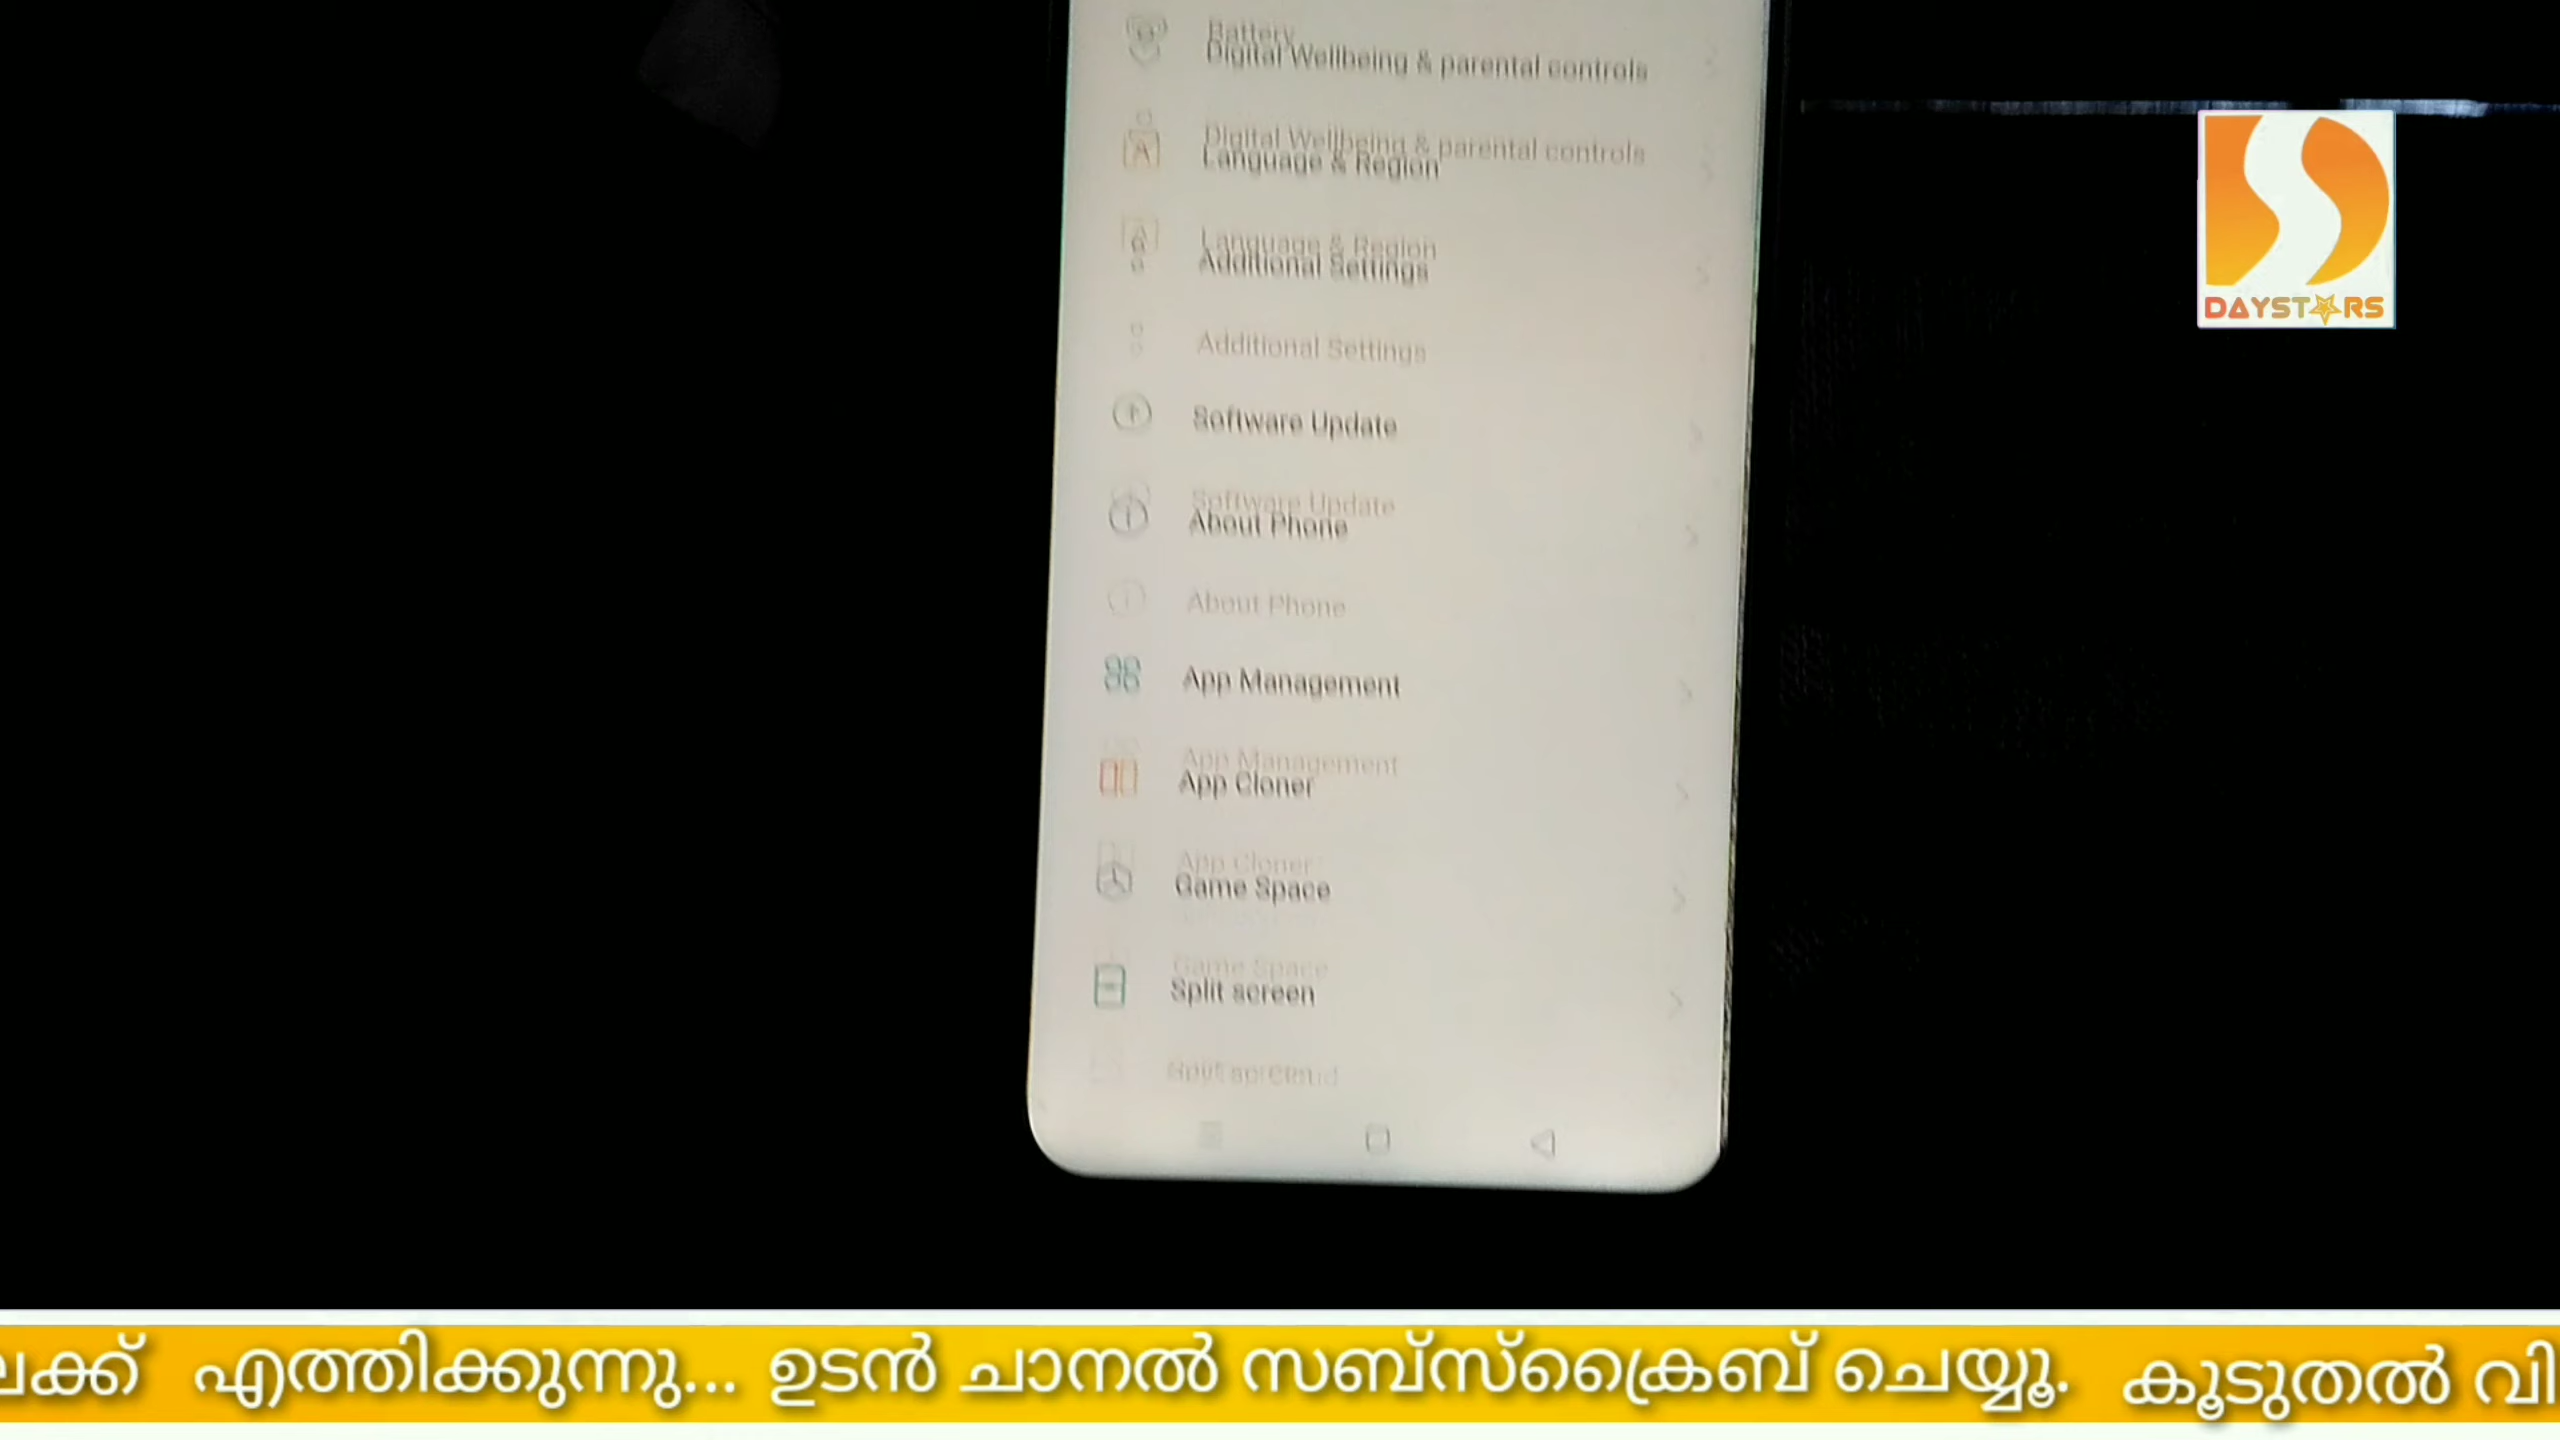 Battery
Digital Wellbeing & parental controls
Digital Wellbeing & parental controls
Language & Region
Language & Region
Additional Settings
Additional Settings
Software Update
Software Update
About Phone
About Phone
App Management
App Management
App Cloner
App Cloner
Game Space
Game Space
Split screen
DAYSTARS
എത്തിക്കുന്നു... ഉടൻ ചാനൽ സബ്സ്ക്രൈബ് ചെയ്യൂ. കൂടുതൽ വി